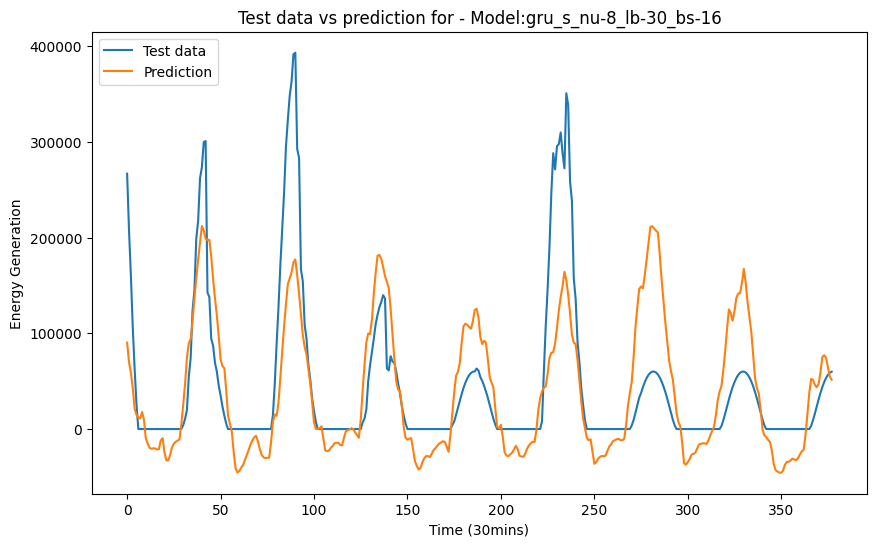 Test data vs prediction for - Model:gru_s_nu-8_lb-30_bs-16
Test data
Prediction
Energy Generation
400000
300000
200000
100000
0
0 50 100 150 200 250 300 350
Time (30mins)